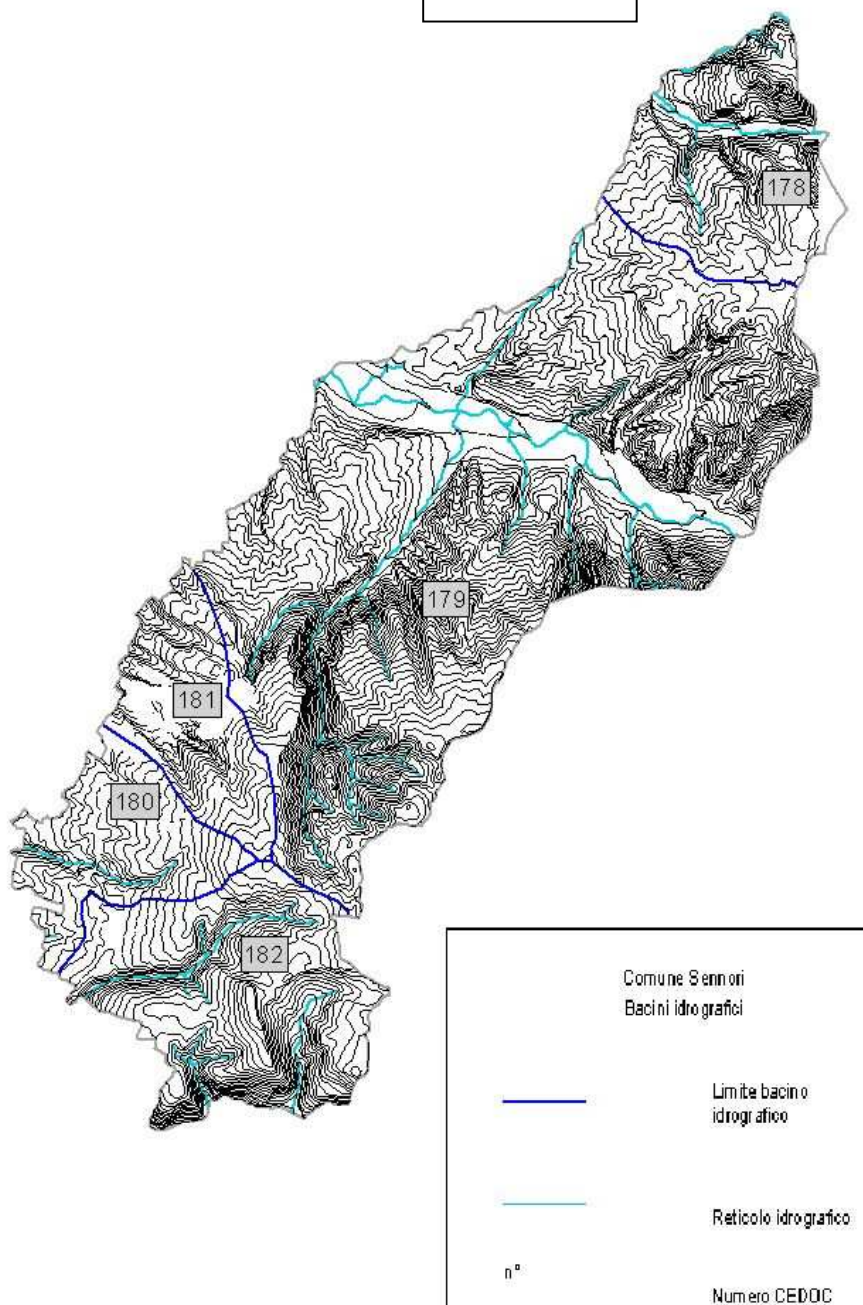 178
179
181
180
182
Comune Sennori
Bacini idrografici
Limite bacino
idrografico
Reticolo idrografico
n°
Numero CEDOC